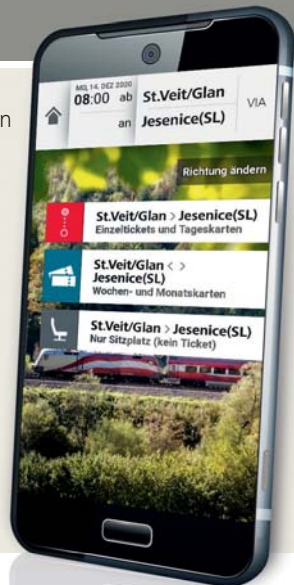 n
MO, 14. DEZ 2020
08:00 ab St.Veit/Glan
VIA
an Jesenice(SL)
Richtung ändern
St.Veit/Glan > Jesenice(SL)
Einzeltickets und Tageskarten
St.Veit/Glan < >
Jesenice(SL)
Wochen- und Monatskarten
St.Veit/Glan > Jesenice(SL)
Nur Sitzplatz (kein Ticket)